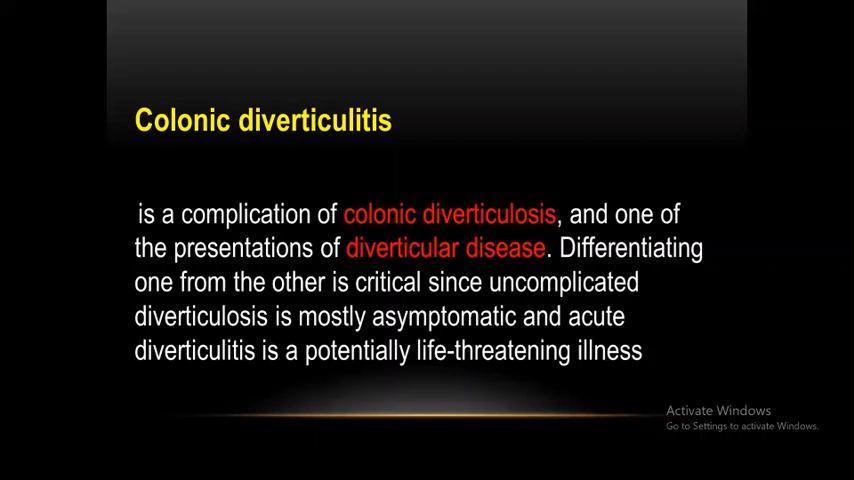 Colonic diverticulitis
is a complication of colonic diverticulosis, and one of
the presentations of diverticular disease. Differentiating
one from the other is critical since uncomplicated
diverticulosis is mostly asymptomatic and acute
diverticulitis is a potentially life-threatening illness
Activate Windows
Go to Settings to activate Windows.